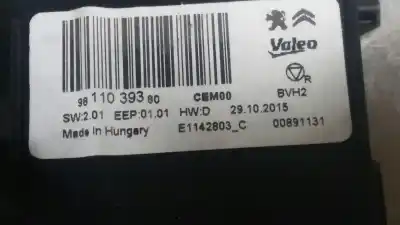 Valeo
98 110 393 80 CEM00
R
BVH2
SW:2.01 EEP:01.01 HW:D 29.10.2015
Made In Hungary E1142803_C 00891131